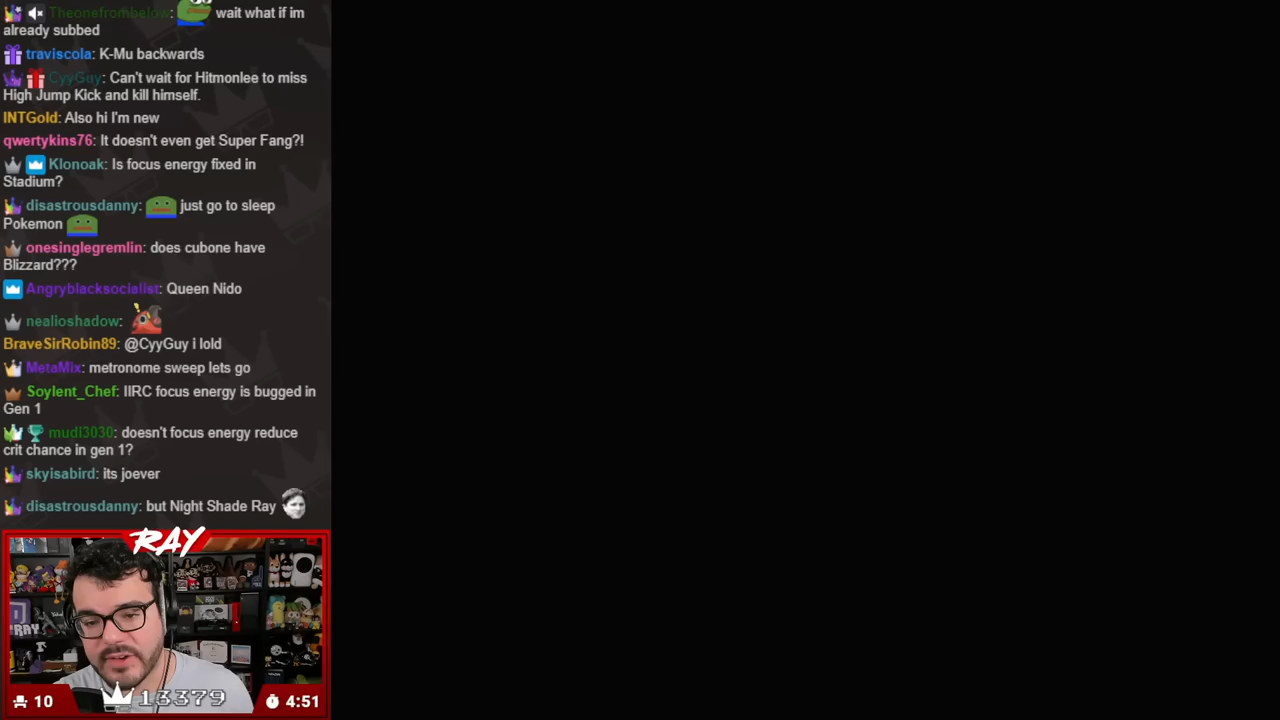 Theonefrombelow: wait what if im
already subbed
traviscola: K-Mu backwards
CyyGuy: Can't wait for Hitmonlee to miss
High Jump Kick and kill himself.
INTGold: Also hi I'm new
qwertykins76: It doesn't even get Super Fang?!
Klonoak: Is focus energy fixed in
Stadium?
disastrousdanny: just go to sleep
Pokemon
onesinglegremlin: does cubone have
Blizzard???
Angryblacksocialist: Queen Nido
nealioshadow:
BraveSirRobin89: @CyyGuy i lold
MetaMix: metronome sweep lets go
Soylent_Chef: IIRC focus energy is bugged in
Gen 1
mudi3030: doesn't focus energy reduce
crit chance in gen 1?
skyisabird: its joever
disastrousdanny: but Night Shade Ray
RAY
RAY
10 13379 4:51